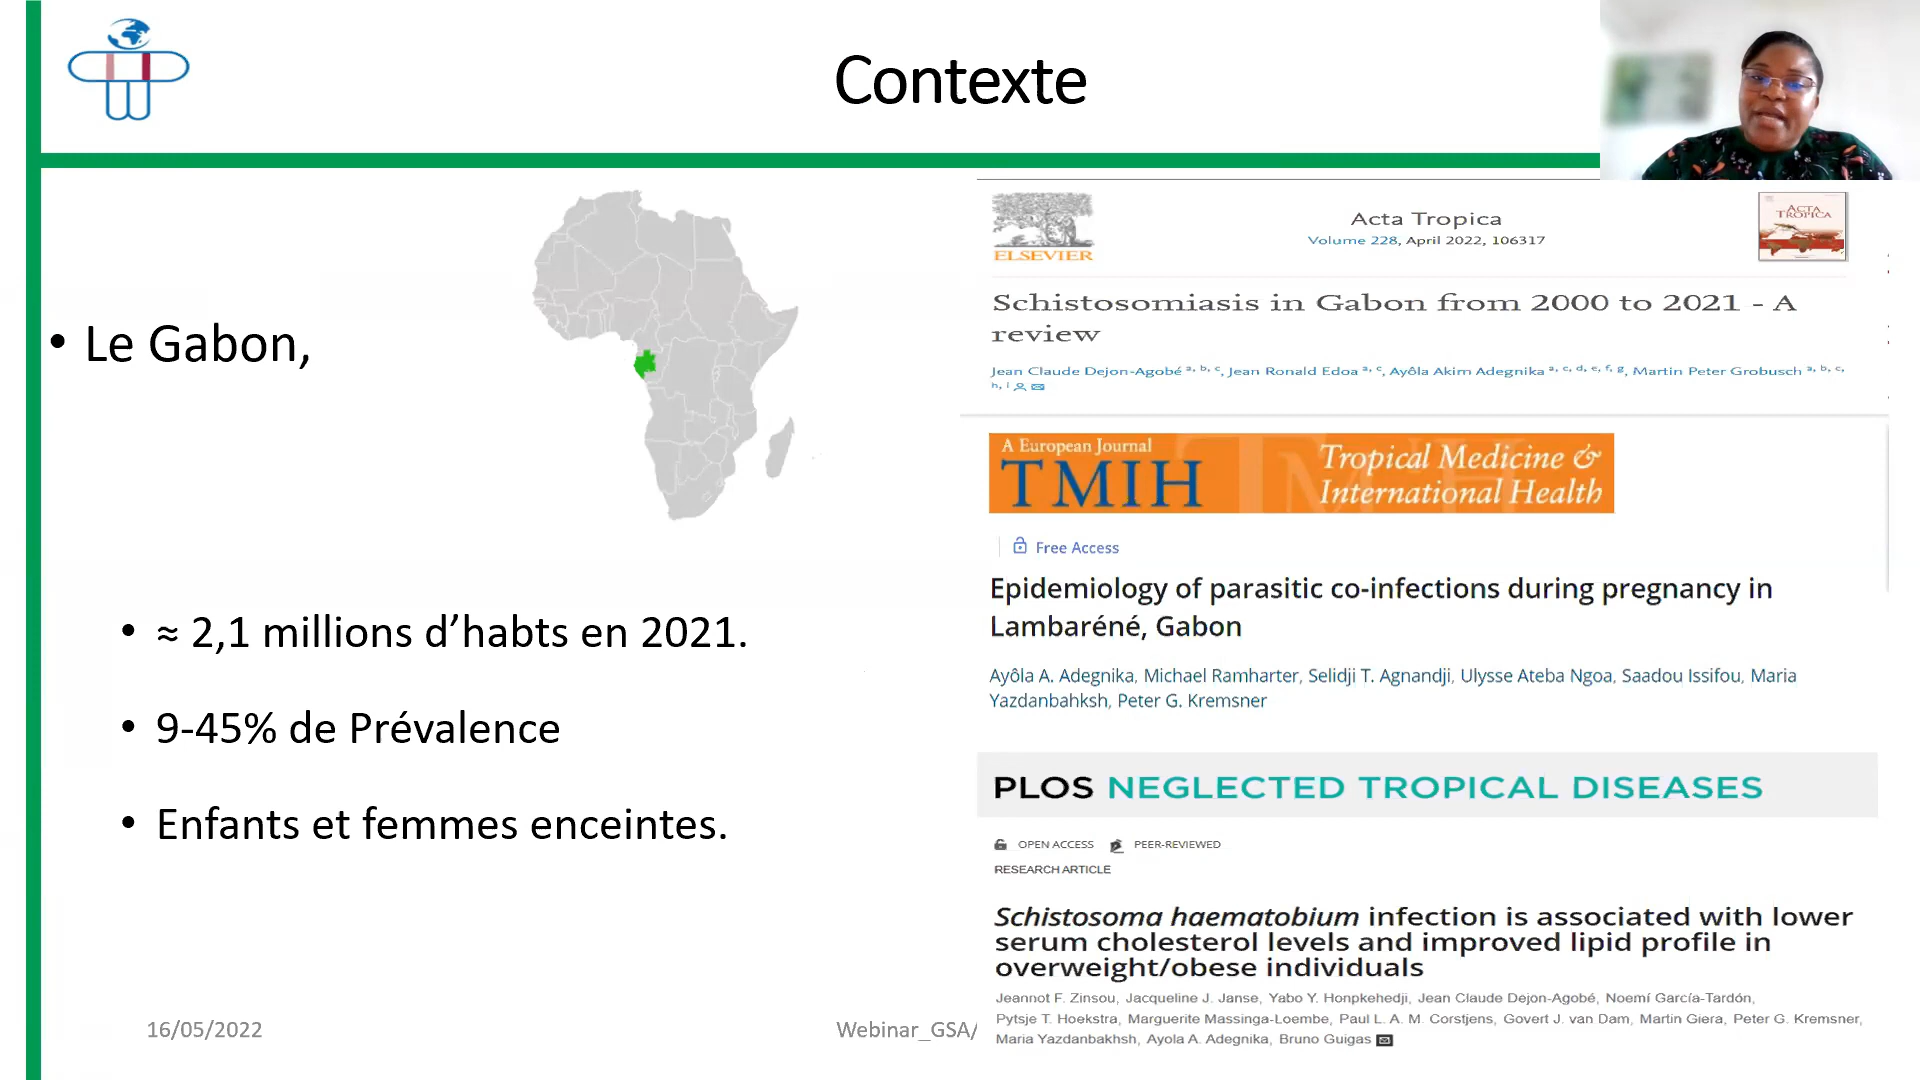 Contexte
• Le Gabon,
• ≈ 2,1 millions d’habts en 2021.
• 9-45% de Prévalence
• Enfants et femmes enceintes.
16/05/2022
Webinar_GSA/
ELSEVIER
Acta Tropica
Volume 228, April 2022, 106317
ACTA
TROPICA
Schistosomiasis in Gabon from 2000 to 2021 - A
review
Jean Claude Dejon-Agobé a, b, c, Jean Ronald Edoa a, c, Ayôla Akim Adegnika a, c, d, e, f, g, Martin Peter Grobusch a, b, c,
h, i
A European Journal
TMIH
Tropical Medicine &
International Health
Free Access
Epidemiology of parasitic co-infections during pregnancy in
Lambaréné, Gabon
Ayôla A. Adegnika, Michael Ramharter, Selidji T. Agnandji, Ulysse Ateba Ngoa, Saadou Issifou, Maria
Yazdanbahksh, Peter G. Kremsner
PLOS NEGLECTED TROPICAL DISEASES
OPEN ACCESS PEER-REVIEWED
RESEARCH ARTICLE
Schistosoma haematobium infection is associated with lower
serum cholesterol levels and improved lipid profile in
overweight/obese individuals
Jeannot F. Zinsou, Jacqueline J. Janse, Yabo Y. Honpkehedji, Jean Claude Dejon-Agobé, Noemí García-Tardón,
Pytsje T. Hoekstra, Marguerite Massinga-Loembe, Paul L. A. M. Corstjens, Govert J. van Dam, Martin Giera, Peter G. Kremsner,
Maria Yazdanbakhsh, Ayola A. Adegnika, Bruno Guigas